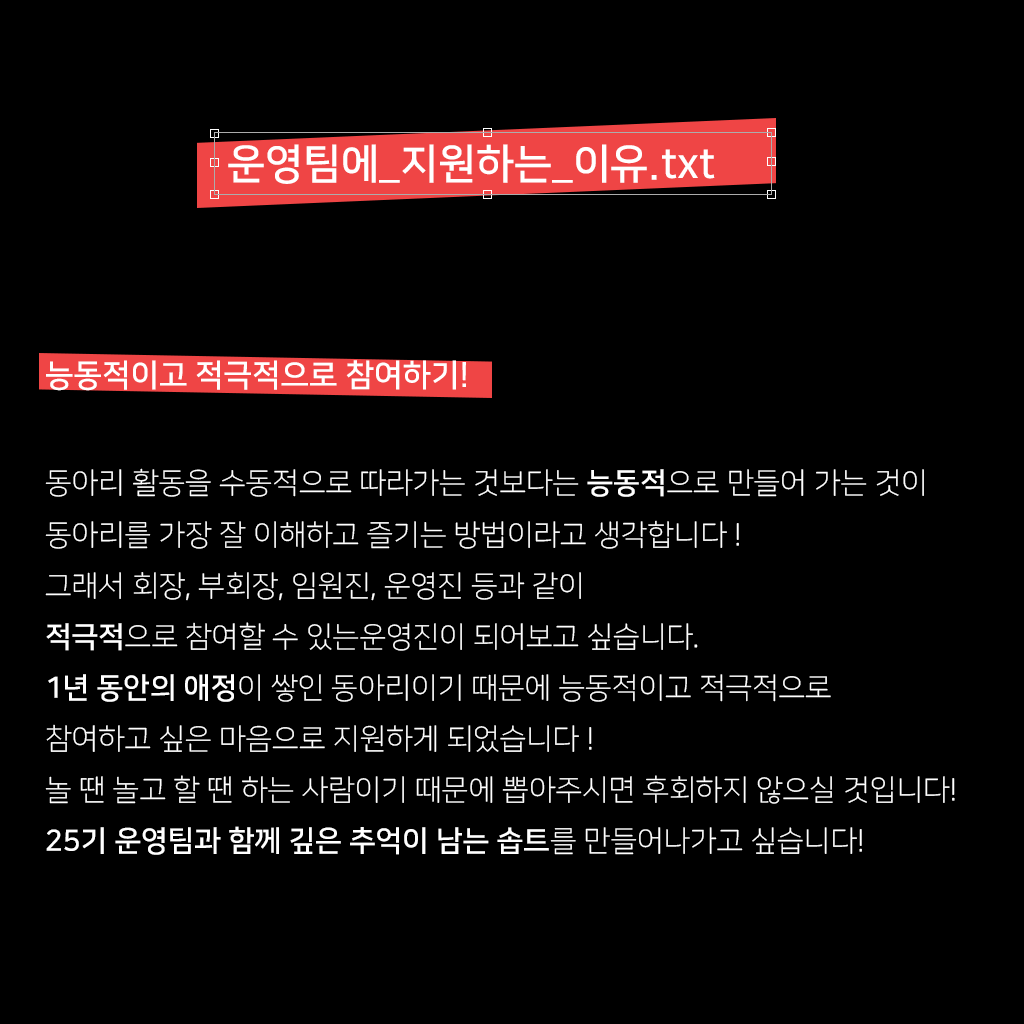 운영팀에_지원하는_이유.txt
능동적이고 적극적으로 참여하기!
동아리 활동을 수동적으로 따라가는 것보다는 능동적으로 만들어 가는 것이
동아리를 가장 잘 이해하고 즐기는 방법이라고 생각합니다 !
그래서 회장, 부회장, 임원진, 운영진 등과 같이
적극적으로 참여할 수 있는운영진이 되어보고 싶습니다.
1년 동안의 애정이 쌓인 동아리이기 때문에 능동적이고 적극적으로
참여하고 싶은 마음으로 지원하게 되었습니다 !
놀 땐 놀고 할 땐 하는 사람이기 때문에 뽑아주시면 후회하지 않으실 것입니다!
25기 운영팀과 함께 깊은 추억이 남는 솝트를 만들어나가고 싶습니다!